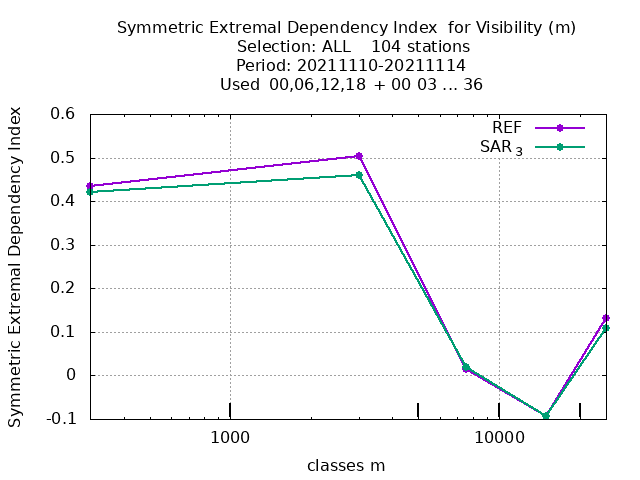 Symmetric Extremal Dependency Index  for Visibility (m)
Selection: ALL    104 stations
Period: 20211110-20211114
Used  00,06,12,18  + 00 03 ... 36
Symmetric Extremal Dependency Index
0.6
0.5
0.4
0.3
0.2
0.1
0
-0.1
REF
SAR 3
1000
10000
classes m